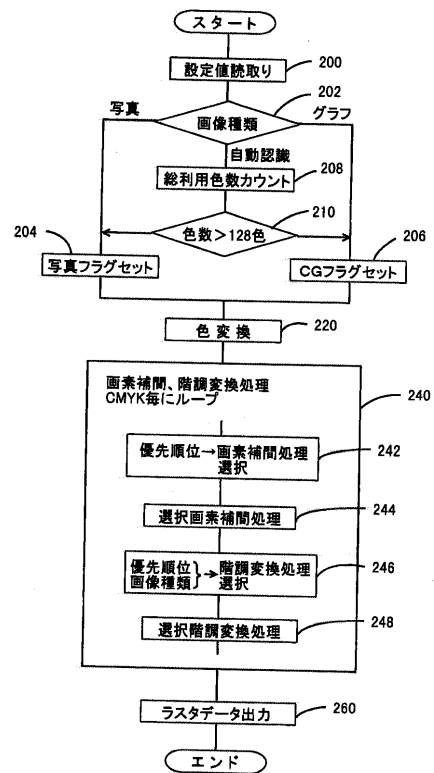 スタート
設定値読取り
200
202
写真
画像種類
グラフ
自動認識
208
総利用色数カウント
210
204
色数>128色
206
写真フラグセット
CGフラグセット
色変換
220
画素補間、階調変換処理
CMYK毎にループ
240
優先順位→画素補間処理
選択
242
選択画素補間処理
244
優先順位
画像種類}→階調変換処理
選択
246
選択階調変換処理
248
ラスタデータ出力
260
エンド